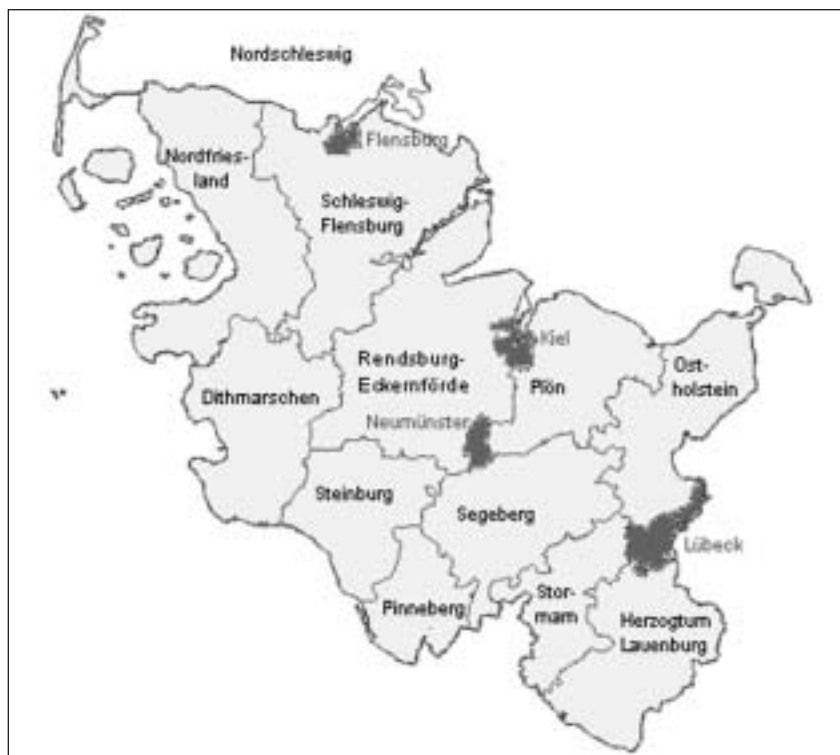 Nordschleswig
Flensburg
Nordfries-
land
Schleswig-
Flensburg
Kiel
Rendsburg-
Eckernförde
Plön
Ost-
holstein
Dithmarschen
Neumünster
Steinburg
Segeberg
Lübeck
Pinneberg
Stor-
marn
Herzogtum
Lauenburg